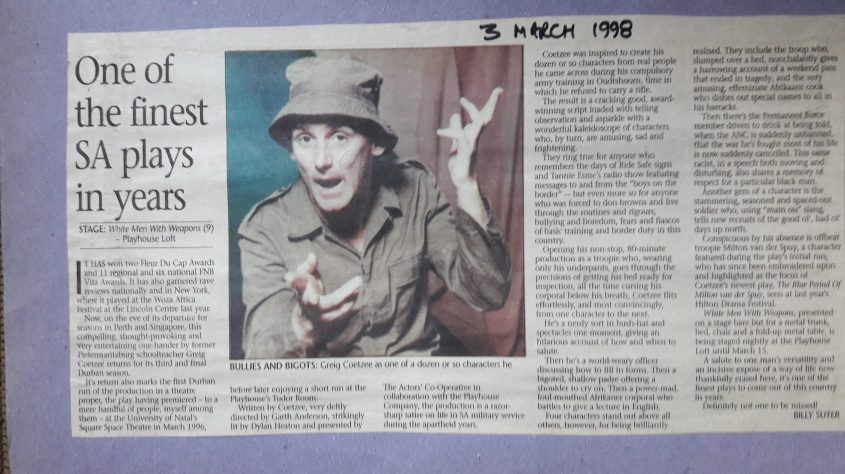 3 MARCH 1998
One of
the finest
SA plays
in years
STAGE: White Men With Weapons (9)
– Playhouse Loft
IT HAS won two Fleur Du Cap Awards
and 11 regional and six national FNB
Vita Awards. It has also garnered rave
reviews nationally and in New York,
where it played at the Woza Africa
Festival at the Lincoln Centre last year.
Now, on the eve of its departure for
seasons in Perth and Singapore, this
compelling, thought-provoking and
very entertaining one-hander by former
Pietermaritzburg schoolteacher Greig
Coetzee returns for its third and final
Durban season.
It's return also marks the first Durban
run of the production in a theatre
proper, the play having premiered – to a
mere handful of people, myself among
them – at the University of Natal's
Square Space Theatre in March 1996,
BULLIES AND BIGOTS: Greig Coetzee as one of a dozen or so characters he
before later enjoying a short run at the
Playhouse's Tudor Room.
Written by Coetzee, very deftly
directed by Garth Anderson, strikingly
lit by Dylan Heaton and presented by
The Actors' Co-Operative in
collaboration with the Playhouse
Company, the production is a razor-
sharp satire on life in SA military service
during the apartheid years.
Coetzee was inspired to create his
dozen or so characters from real people
he came across during his compulsory
army training in Oudtshoorn, time in
which he refused to carry a rifle.
The result is a cracking good, award-
winning script loaded with telling
observation and asparkle with a
wonderful kaleidoscope of characters
who, by turn, are amusing, sad and
frightening.
They ring true for anyone who
remembers the days of Ride Safe signs
and Tannie Esme's radio show featuring
messages to and from the "boys on the
border" – but even more so for anyone
who was forced to don browns and live
through the routines and rigours,
bullying and boredom, fears and fiascos
of basic training and border duty in this
country.
Opening his non-stop, 80-minute
production as a troopie who, wearing
only his underpants, goes through the
precisions of getting his bed ready for
inspection, all the time cursing his
corporal below his breath, Coetzee flits
effortlessly, and most convincingly,
from one character to the next.
He's a nerdy sort in bush-hat and
spectacles one moment, giving an
hilarious account of how and when to
salute.
Then he's a world-weary officer
discussing how to fill in forms. Then a
bigoted, shallow padre offering a
shoulder to cry on. Then a power-mad,
foul-mouthed Afrikaner corporal who
battles to give a lecture in English.
Four characters stand out above all
others, however, for being brilliantly
realised. They include the troop who,
slumped over a bed, nonchalantly gives
a harrowing account of a weekend pass
that ended in tragedy; and the very
amusing, effeminate Afrikaans cook
who dishes out special names to all in
his barracks.
Then there's the Permanent Force
member driven to drink at being told,
when the ANC is suddenly unbanned,
that the war he's fought most of his life
is now suddenly cancelled. This same
racist, in a speech both moving and
disturbing, also shares a memory of
respect for a particular black man.
Another gem of a character is the
stammering, seasoned and spaced-out
soldier who, using "main ou" slang,
tells new recruits of the good ol', bad ol'
days up north.
Conspicuous by his absence is offbeat
troopie Milton van der Spuy, a character
featured during the play's initial run,
who has since been embroidered upon
and highlighted as the focus of
Coetzee's newest play, The Blue Period Of
Milton van der Spuy, seen at last year's
Hilton Drama Festival.
White Men With Weapons, presented
on a stage bare but for a metal trunk,
bed, chair and a fold-up metal table, is
being staged nightly at the Playhouse
Loft until March 15.
A salute to one man's versatility and
an incisive expose of a way of life now
thankfully erased here, it's one of the
finest plays to come out of this country
in years.
Definitely not one to be missed!
BILLY SUTER